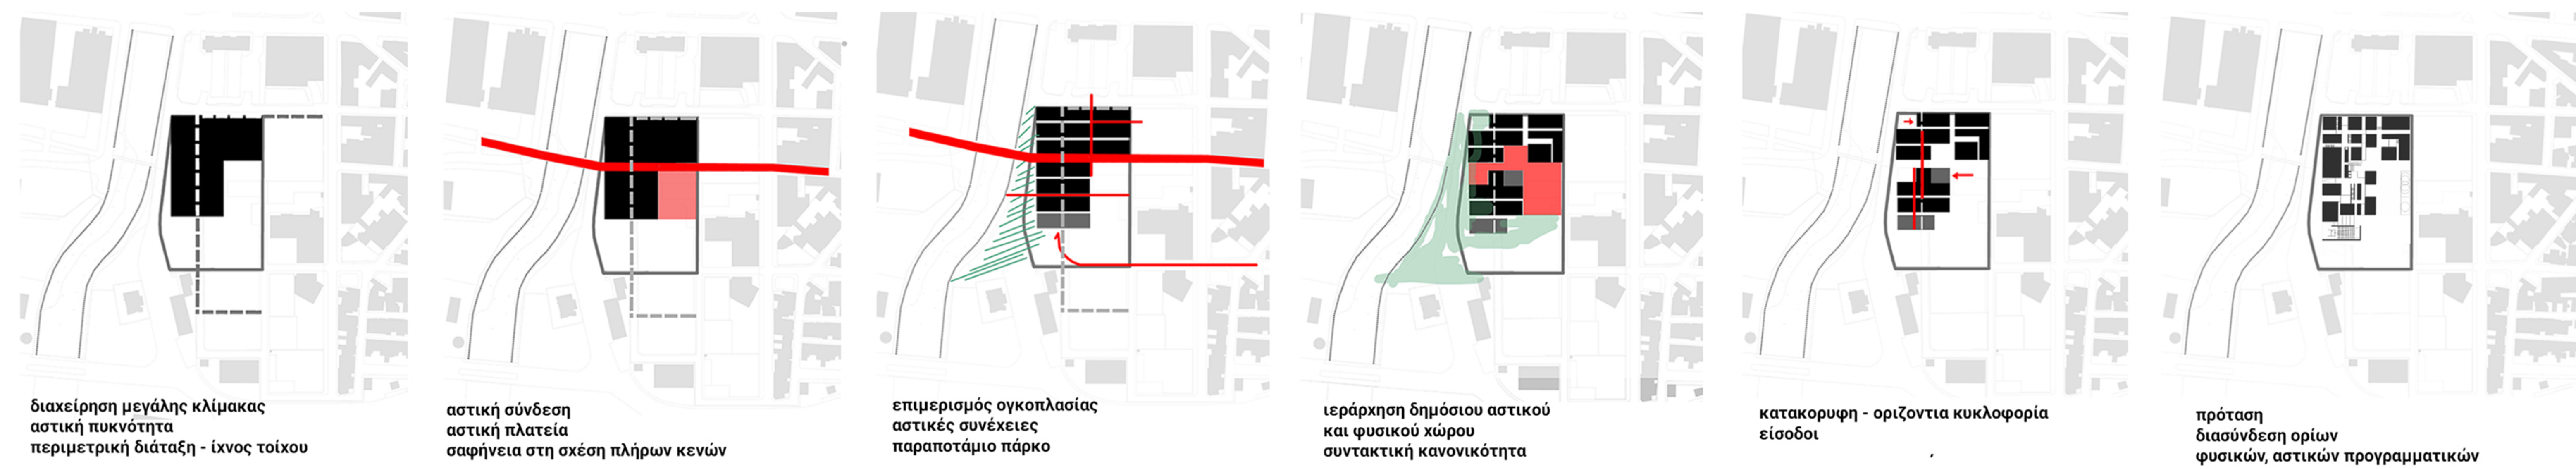 διαχείρηση μεγάλης κλίμακας
αστική πυκνότητα
περιμετρική διάταξη - ίχνος τοίχου
αστική σύνδεση
αστική πλατεία
σαφήνεια στη σχέση πλήρων κενών
επιμερισμός ογκοπλασίας
αστικές συνέχειες
παραποτάμιο πάρκο
ιεράρχηση δημόσιου αστικού
και φυσικού χώρου
συντακτική κανονικότητα
κατακορυφη - οριζοντια κυκλοφορία
είσοδοι
,
πρόταση
διασύνδεση ορίων
φυσικών, αστικών προγραμματικών